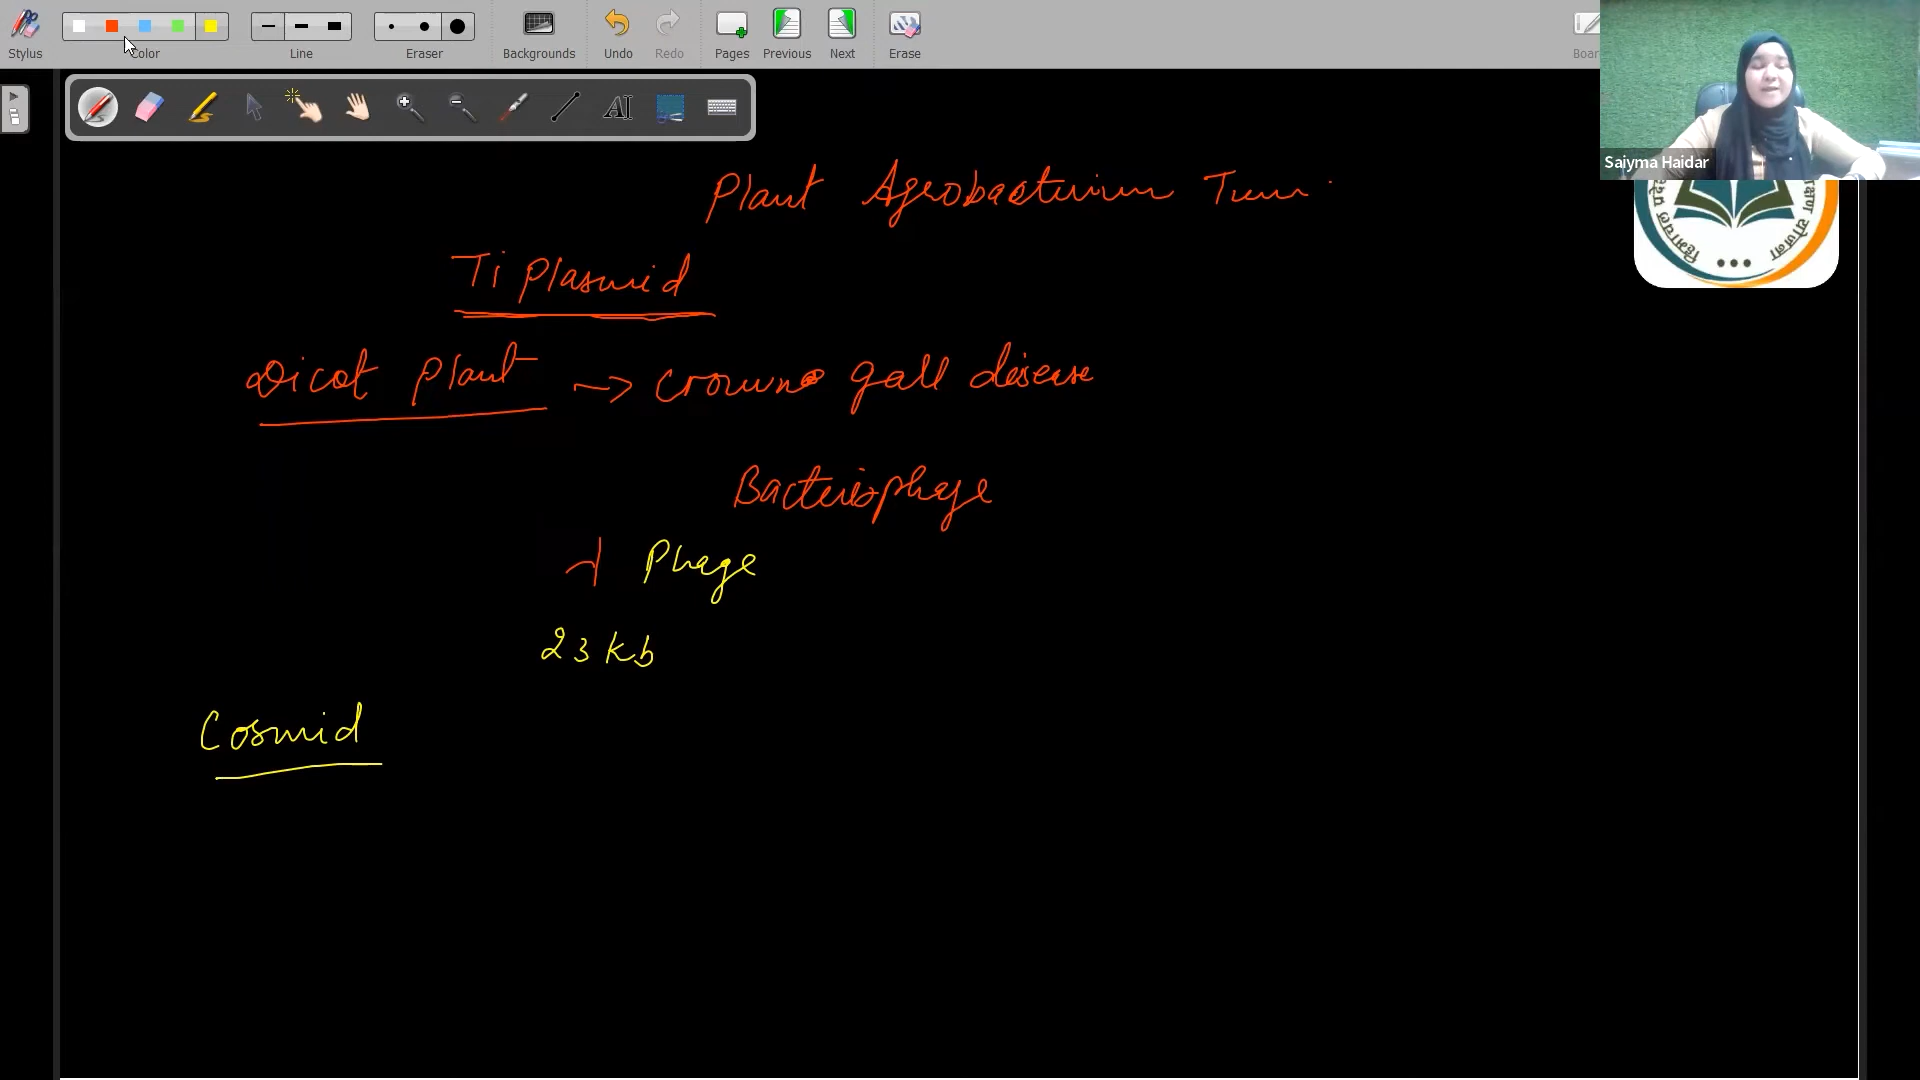 Stylus Color Line Eraser Backgrounds Undo Redo Pages Previous Next Erase Boar
Saiyma Haidar
Plant Agrobacterium Tum
Ti Plasmid
Dicot plant → crown gall disease
Bacteriophage
λ Phage
23 kb
Cosmid